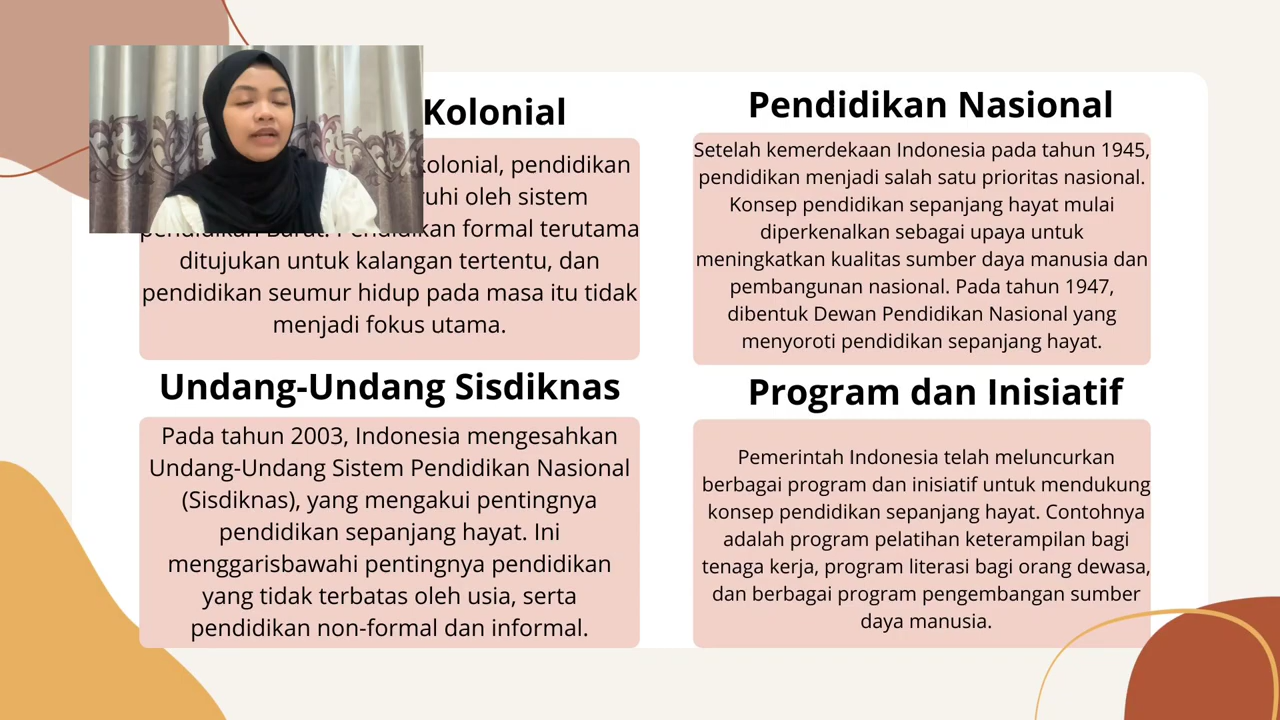 Kolonial
kolonial, pendidikan
oleh sistem
pendidikan Barat. Pendidikan formal terutama
ditujukan untuk kalangan tertentu, dan
pendidikan seumur hidup pada masa itu tidak
menjadi fokus utama.
Pendidikan Nasional
Setelah kemerdekaan Indonesia pada tahun 1945,
pendidikan menjadi salah satu prioritas nasional.
Konsep pendidikan sepanjang hayat mulai
diperkenalkan sebagai upaya untuk
meningkatkan kualitas sumber daya manusia dan
pembangunan nasional. Pada tahun 1947,
dibentuk Dewan Pendidikan Nasional yang
menyoroti pendidikan sepanjang hayat.
Undang-Undang Sisdiknas
Pada tahun 2003, Indonesia mengesahkan
Undang-Undang Sistem Pendidikan Nasional
(Sisdiknas), yang mengakui pentingnya
pendidikan sepanjang hayat. Ini
menggarisbawahi pentingnya pendidikan
yang tidak terbatas oleh usia, serta
pendidikan non-formal dan informal.
Program dan Inisiatif
Pemerintah Indonesia telah meluncurkan
berbagai program dan inisiatif untuk mendukung
konsep pendidikan sepanjang hayat. Contohnya
adalah program pelatihan keterampilan bagi
tenaga kerja, program literasi bagi orang dewasa,
dan berbagai program pengembangan sumber
daya manusia.